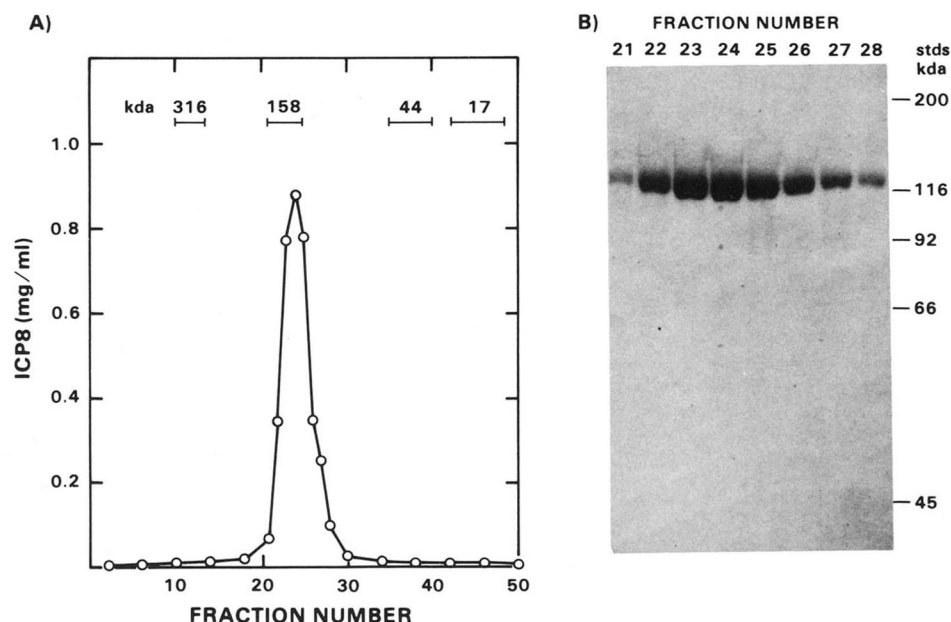 A)
kda 316 158 44 17
1.0
0.8
0.6
0.4
0.2
ICP8 (mg/ml)
10 20 30 40 50
FRACTION NUMBER
B) FRACTION NUMBER
21 22 23 24 25 26 27 28 stds
kda
200
116
92
66
45